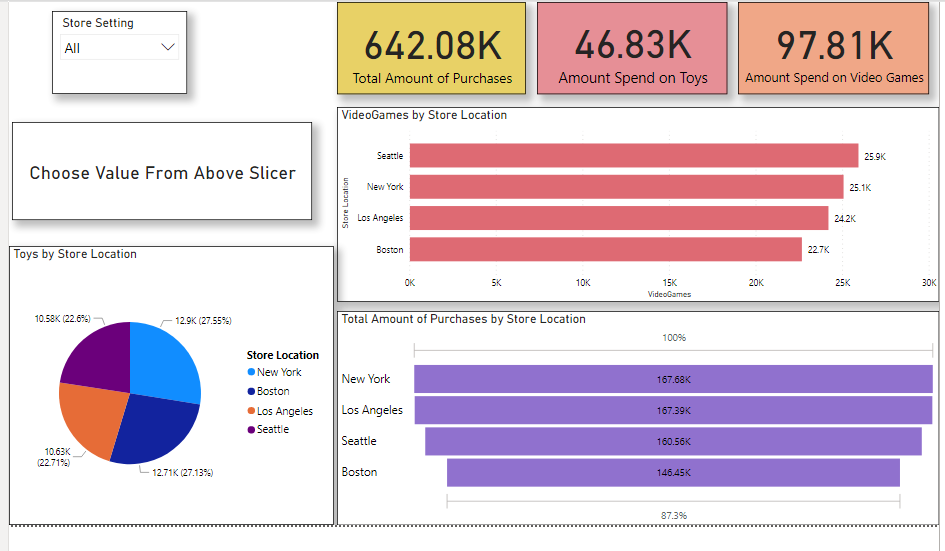 Store Setting
All
642.08K
Total Amount of Purchases
46.83K
Amount Spend on Toys
97.81K
Amount Spend on Video Games
Choose Value From Above Slicer
VideoGames by Store Location
Store Location
Seattle
25.9K
New York
25.1K
Los Angeles
24.2K
Boston
22.7K
0K 5K 10K 15K 20K 25K 30K
VideoGames
Toys by Store Location
10.58K (22.6%)
12.9K (27.55%)
10.63K
(22.71%)
12.71K (27.13%)
Store Location
New York
Boston
Los Angeles
Seattle
Total Amount of Purchases by Store Location
100%
New York
167.68K
Los Angeles
167.39K
Seattle
160.56K
Boston
146.45K
87.3%